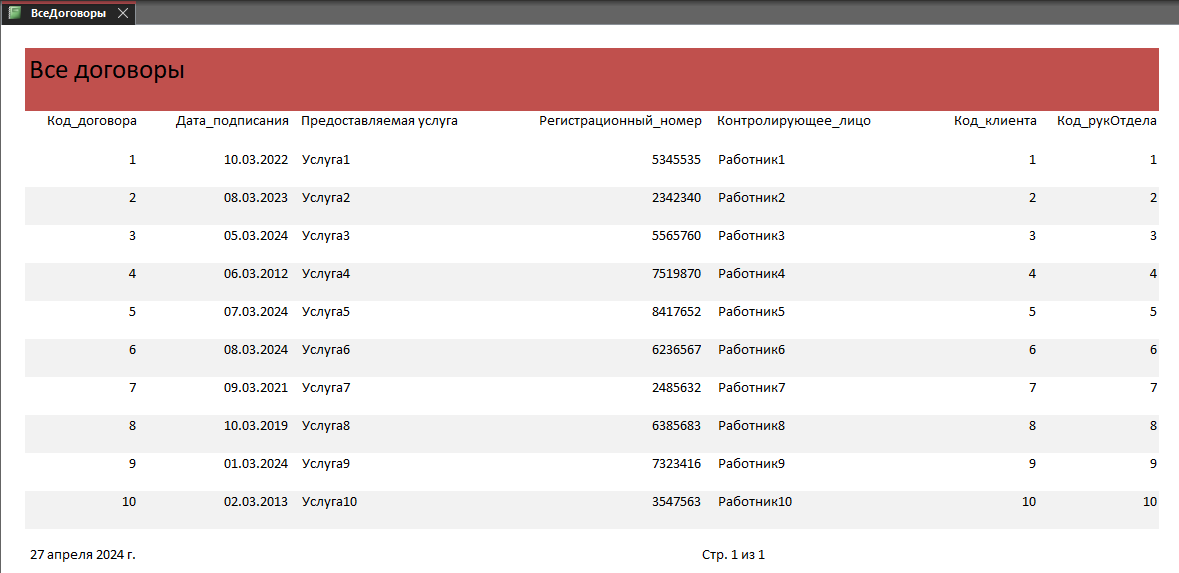 ВсеДоговоры
Все договоры
Код_договора Дата_подписания Предоставляемая услуга Регистрационный_номер Контролирующее_лицо Код_клиента Код_рукОтдела
1 10.03.2022 Услуга1 5345535 Работник1 1 1
2 08.03.2023 Услуга2 2342340 Работник2 2 2
3 05.03.2024 Услуга3 5565760 Работник3 3 3
4 06.03.2012 Услуга4 7519870 Работник4 4 4
5 07.03.2024 Услуга5 8417652 Работник5 5 5
6 08.03.2024 Услуга6 6236567 Работник6 6 6
7 09.03.2021 Услуга7 2485632 Работник7 7 7
8 10.03.2019 Услуга8 6385683 Работник8 8 8
9 01.03.2024 Услуга9 7323416 Работник9 9 9
10 02.03.2013 Услуга10 3547563 Работник10 10 10
27 апреля 2024 г. Стр. 1 из 1